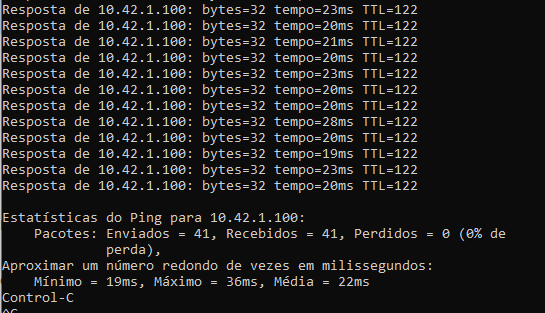 Resposta de 10.42.1.100: bytes=32 tempo=23ms TTL=122
Resposta de 10.42.1.100: bytes=32 tempo=20ms TTL=122
Resposta de 10.42.1.100: bytes=32 tempo=21ms TTL=122
Resposta de 10.42.1.100: bytes=32 tempo=20ms TTL=122
Resposta de 10.42.1.100: bytes=32 tempo=23ms TTL=122
Resposta de 10.42.1.100: bytes=32 tempo=20ms TTL=122
Resposta de 10.42.1.100: bytes=32 tempo=20ms TTL=122
Resposta de 10.42.1.100: bytes=32 tempo=28ms TTL=122
Resposta de 10.42.1.100: bytes=32 tempo=20ms TTL=122
Resposta de 10.42.1.100: bytes=32 tempo=19ms TTL=122
Resposta de 10.42.1.100: bytes=32 tempo=23ms TTL=122
Resposta de 10.42.1.100: bytes=32 tempo=20ms TTL=122
Estatísticas do Ping para 10.42.1.100:
Pacotes: Enviados = 41, Recebidos = 41, Perdidos = 0 (0% de
perda),
Aproximar um número redondo de vezes em milissegundos:
Mínimo = 19ms, Máximo = 36ms, Média = 22ms
Control-C
^C